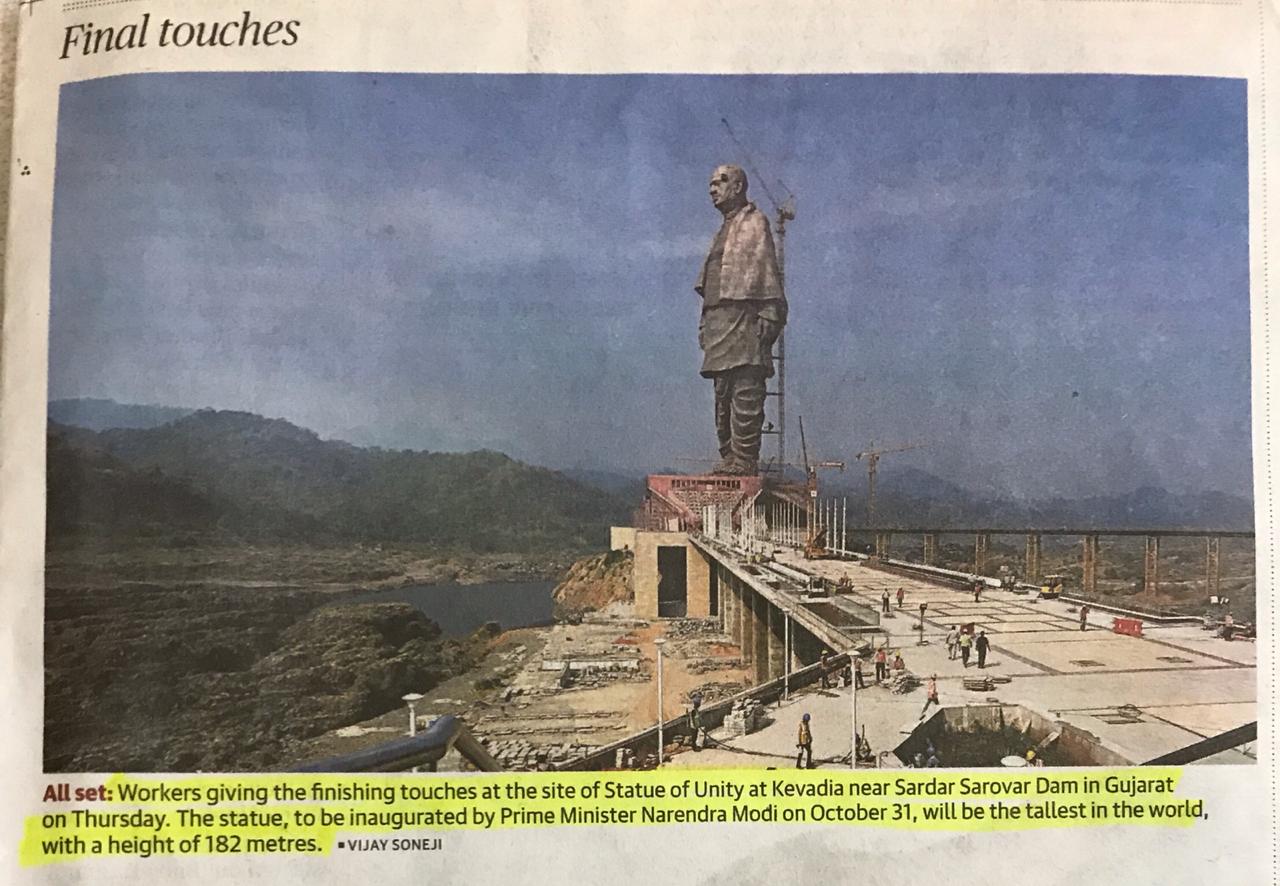 Final touches
All set: Workers giving the finishing touches at the site of Statue of Unity at Kevadia near Sardar Sarovar Dam in Gujarat
on Thursday. The statue, to be inaugurated by Prime Minister Narendra Modi on October 31, will be the tallest in the world,
with a height of 182 metres. ▪ VIJAY SONEJI